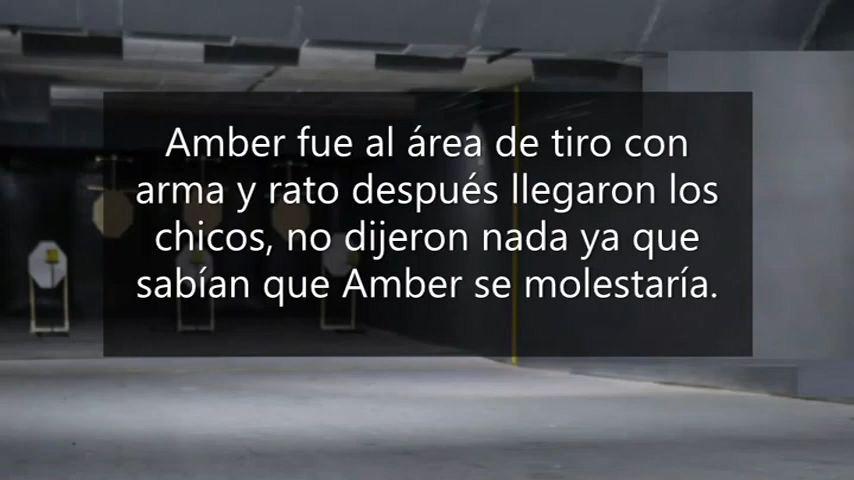 Amber fue al área de tiro con
arma y rato después llegaron los
chicos, no dijeron nada ya que
sabían que Amber se molestaría.